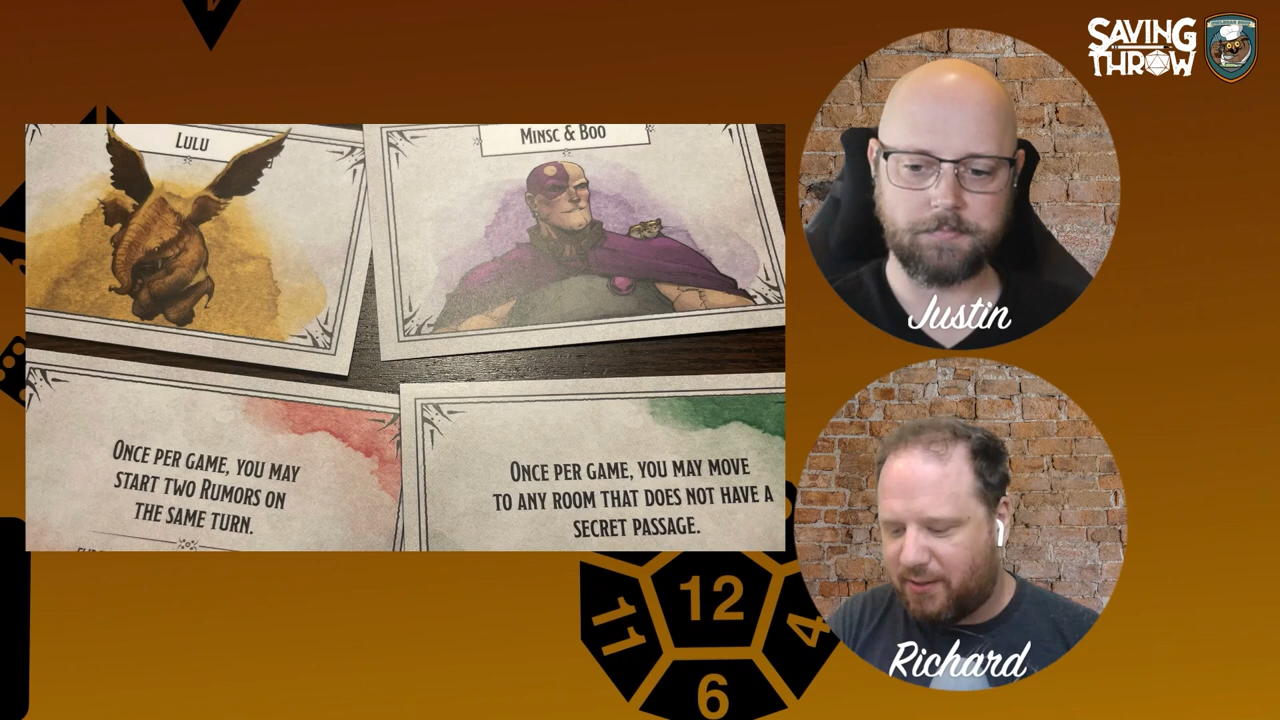 SAVING
THROW
LULU
MINSC & BOO
ONCE PER GAME, YOU MAY
START TWO RUMORS ON
THE SAME TURN.
ONCE PER GAME, YOU MAY MOVE
TO ANY ROOM THAT DOES NOT HAVE A
SECRET PASSAGE.
Justin
Richard
11
12
4
6